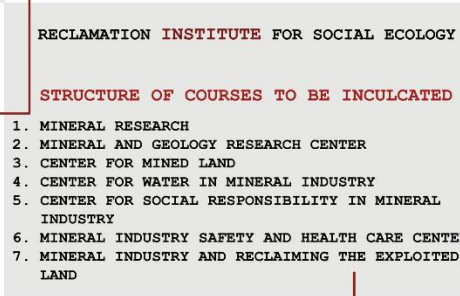 RECLAMATION INSTITUTE FOR SOCIAL ECOLOGY
STRUCTURE OF COURSES TO BE INCULCATED
1. MINERAL RESEARCH
2. MINERAL AND GEOLOGY RESEARCH CENTER
3. CENTER FOR MINED LAND
4. CENTER FOR WATER IN MINERAL INDUSTRY
5. CENTER FOR SOCIAL RESPONSIBILITY IN MINERAL
INDUSTRY
6. MINERAL INDUSTRY SAFETY AND HEALTH CARE CENTE
7. MINERAL INDUSTRY AND RECLAIMING THE EXPLOITED
LAND